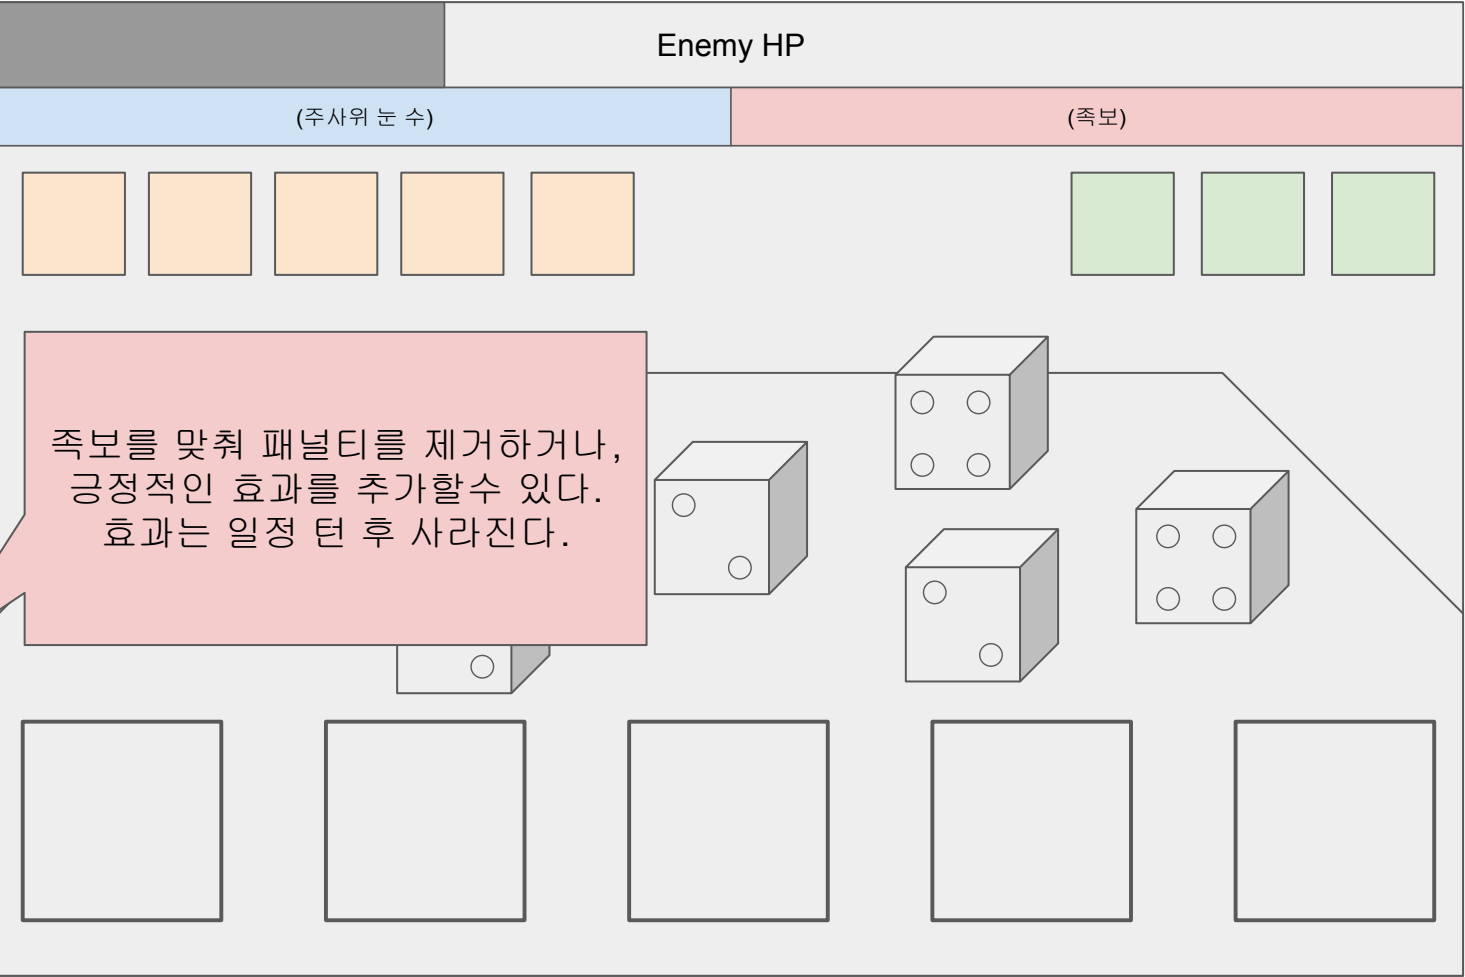 Enemy HP
(주사위 눈 수)
(족보)
족보를 맞춰 패널티를 제거하거나,
긍정적인 효과를 추가할수 있다.
효과는 일정 턴 후 사라진다.